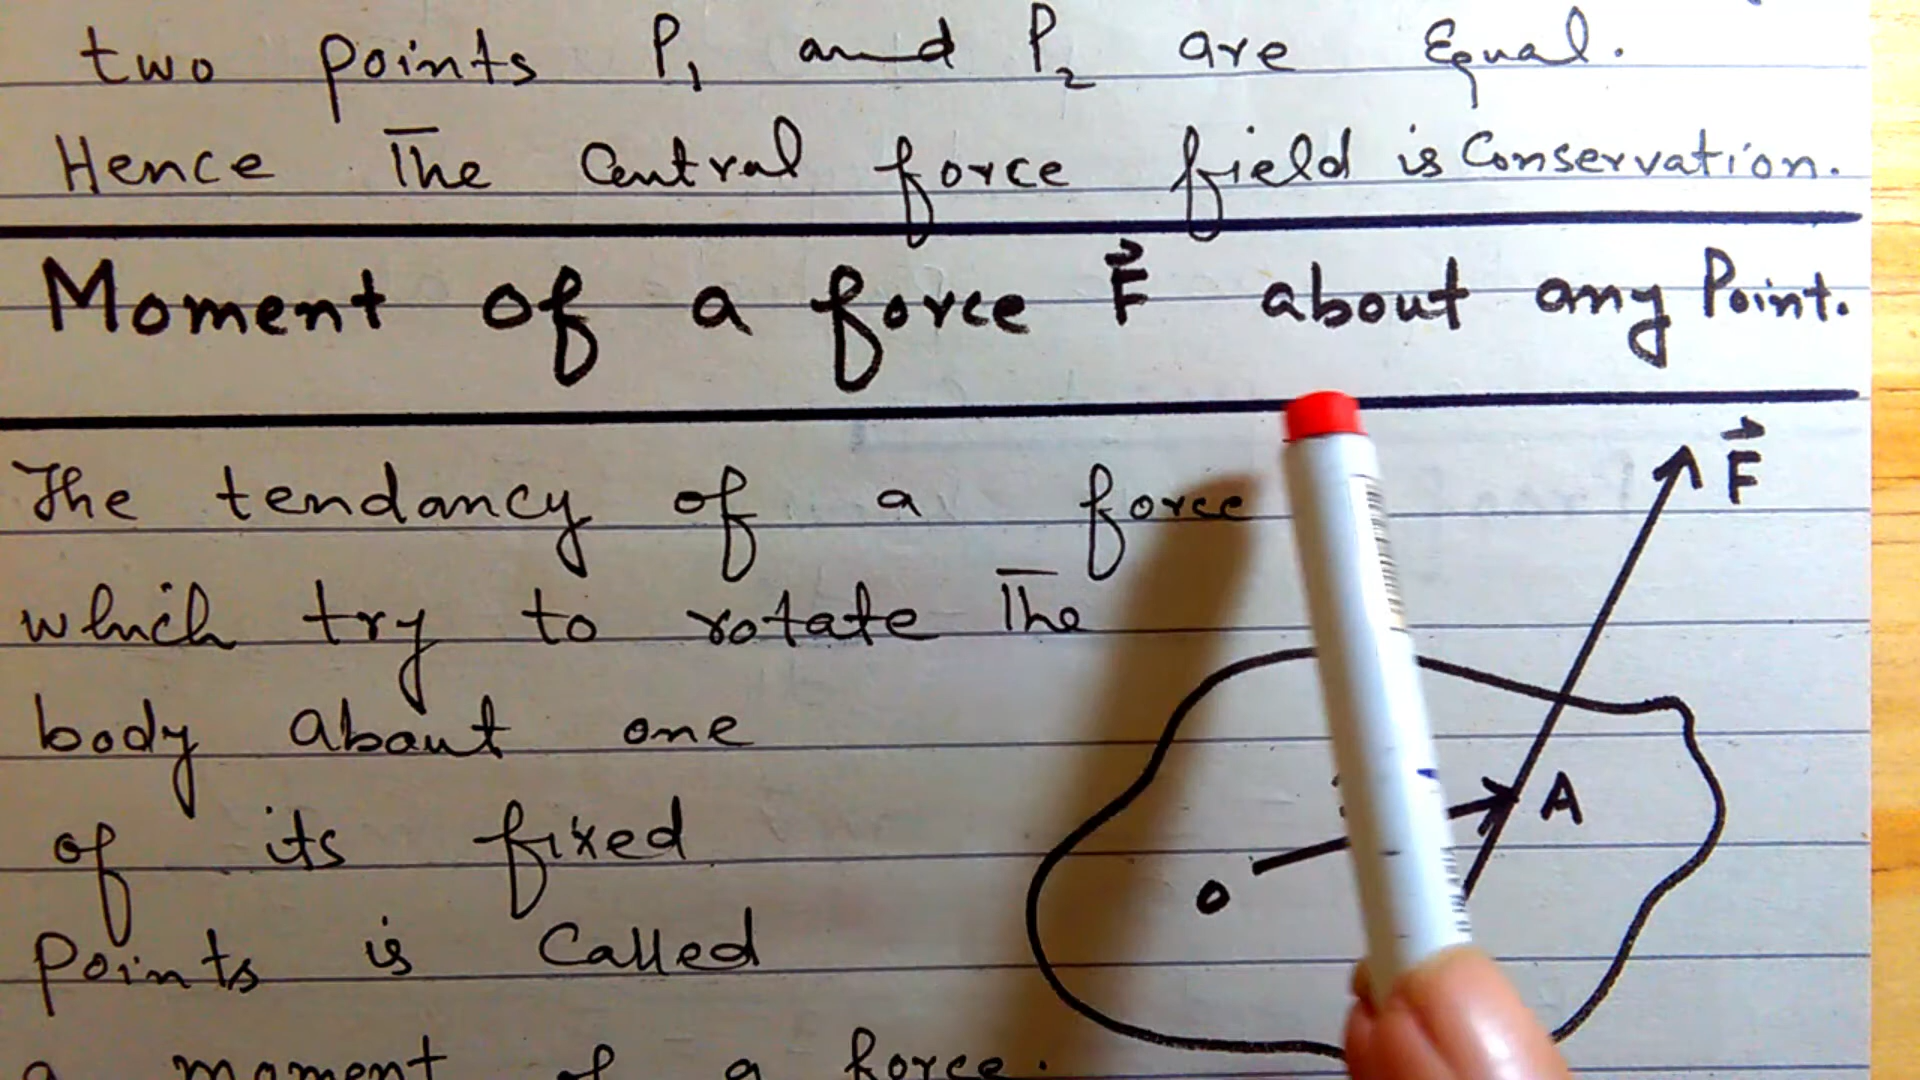 two points P₁ and P₂ are Equal.
Hence The Central force field is Conservation.
Moment of a force F⃗ about any Point.
The tendancy of a force
which try to rotate The
body about one
of its fixed
Points is Called
a moment of a force.
F⃗
A
O